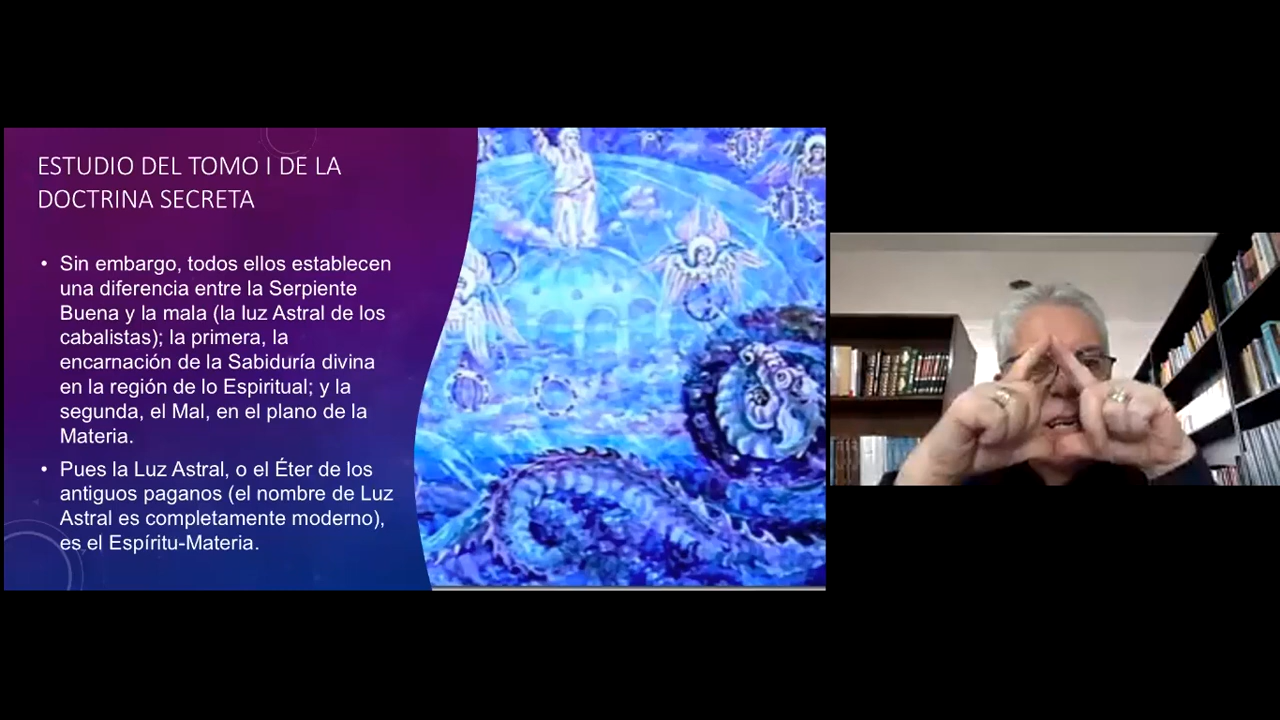 ESTUDIO DEL TOMO I DE LA
DOCTRINA SECRETA
• Sin embargo, todos ellos establecen
una diferencia entre la Serpiente
Buena y la mala (la luz Astral de los
cabalistas); la primera, la
encarnación de la Sabiduría divina
en la región de lo Espiritual; y la
segunda, el Mal, en el plano de la
Materia.
• Pues la Luz Astral, o el Éter de los
antiguos paganos (el nombre de Luz
Astral es completamente moderno),
es el Espíritu-Materia.